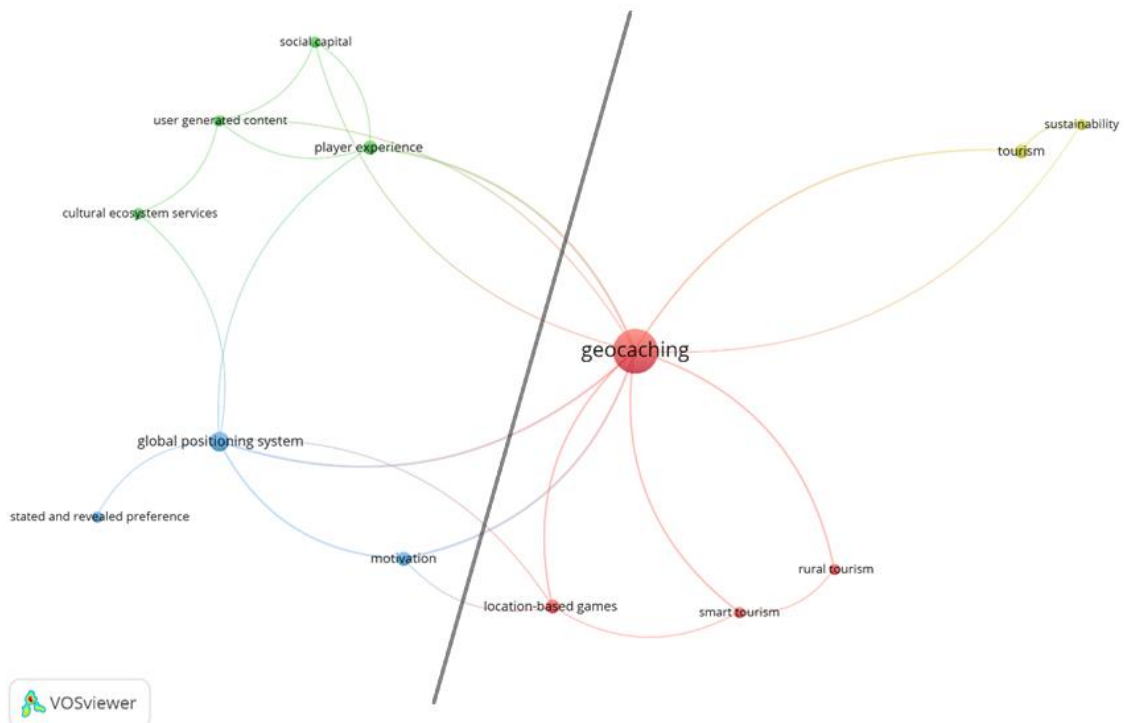 social capital
user generated content
sustainability
player experience
tourism
cultural ecosystem services
geocaching
global positioning system
stated and revealed preference
motivation
rural tourism
location-based games
smart tourism
VOSviewer